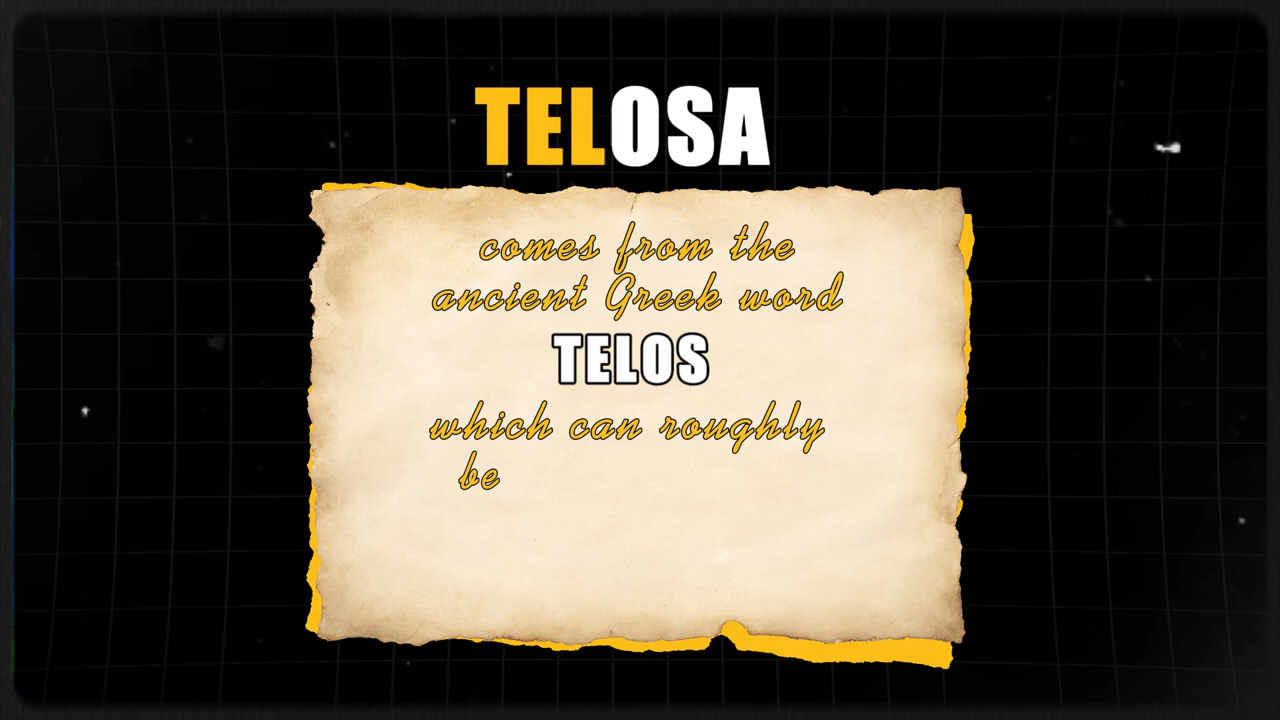 TELOSA
comes from the
ancient Greek word
TELOS
which can roughly
be